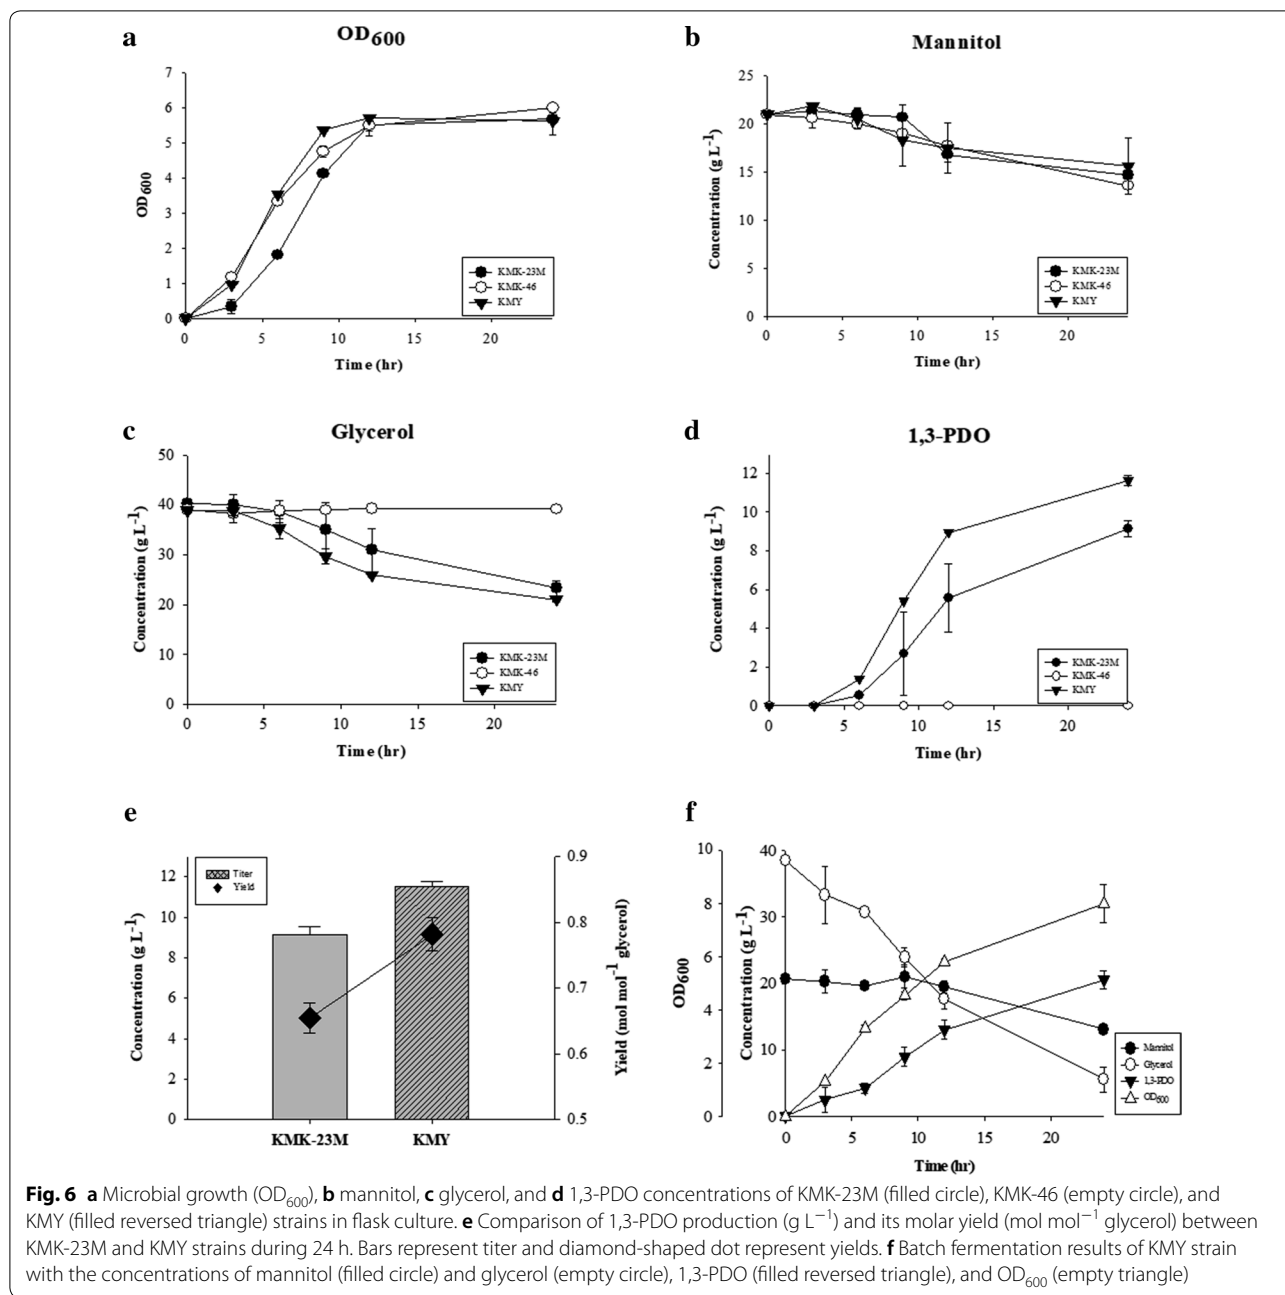 a
OD600
7
6
5
4
3
2
1
0
OD600
0
5
10
15
20
Time (hr)
KMK-23M
KMK-46
KMY
b
Mannitol
25
20
15
10
5
0
Concentration (g L-1)
0
5
10
15
20
Time (hr)
KMK-23M
KMK-46
KMY
c
Glycerol
50
40
30
20
10
0
Concentration (g L-1)
0
5
10
15
20
Time (hr)
KMK-23M
KMK-46
KMY
d
1,3-PDO
12
10
8
6
4
2
0
Concentration (g L-1)
0
5
10
15
20
Time (hr)
KMK-23M
KMK-46
KMY
e
Titer
Yield
12
10
8
6
4
2
0
Concentration (g L-1)
0.9
0.8
0.7
0.6
0.5
Yield (mol mol-1 glycerol)
KMK-23M
KMY
f
10
8
6
4
2
0
OD600
40
30
20
10
0
Concentration (g L-1)
0
5
10
15
20
Time (hr)
Mannitol
Glycerol
1,3-PDO
OD600
Fig. 6 a Microbial growth (OD600), b mannitol, c glycerol, and d 1,3-PDO concentrations of KMK-23M (filled circle), KMK-46 (empty circle), and
KMY (filled reversed triangle) strains in flask culture. e Comparison of 1,3-PDO production (g L−1) and its molar yield (mol mol−1 glycerol) between
KMK-23M and KMY strains during 24 h. Bars represent titer and diamond-shaped dot represent yields. f Batch fermentation results of KMY strain
with the concentrations of mannitol (filled circle) and glycerol (empty circle), 1,3-PDO (filled reversed triangle), and OD600 (empty triangle)